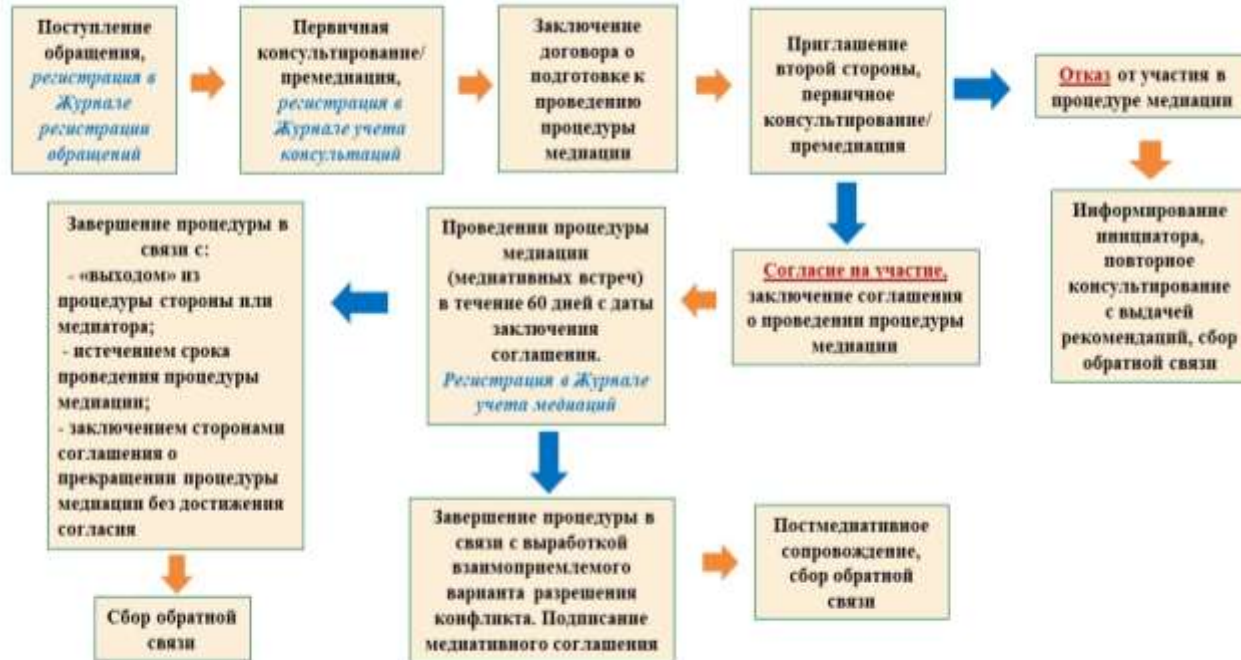 Поступление
обращения,
регистрация в
Журнале
регистрации
обращений
Первичная
консультирование/
премедиация,
регистрация в
Журнале учета
консультаций
Заключение
договора о
подготовке к
проведению
процедуры
медиации
Приглашение
второй стороны,
первичное
консультирование/
премедиация
Отказ от участия в
процедуре медиации
Завершение процедуры в
связи с:
- «выходом» из
процедуры стороны или
медиатора;
- истечением срока
проведения процедуры
медиации;
- заключением сторонами
соглашения о
прекращении процедуры
медиации без достижения
согласия
Проведении процедуры
медиации
(медиативных встреч)
в течение 60 дней с даты
заключения
соглашения.
Регистрация в Журнале
учета медиаций
Согласие на участие,
заключение соглашения
о проведении процедуры
медиации
Информирование
инициатора,
повторное
консультирование
с выдачей
рекомендаций, сбор
обратной связи
Сбор обратной
связи
Завершение процедуры в
связи с выработкой
взаимоприемлемого
варианта разрешения
конфликта. Подписание
медиативного соглашения
Постмедиативное
сопровождение,
сбор обратной
связи